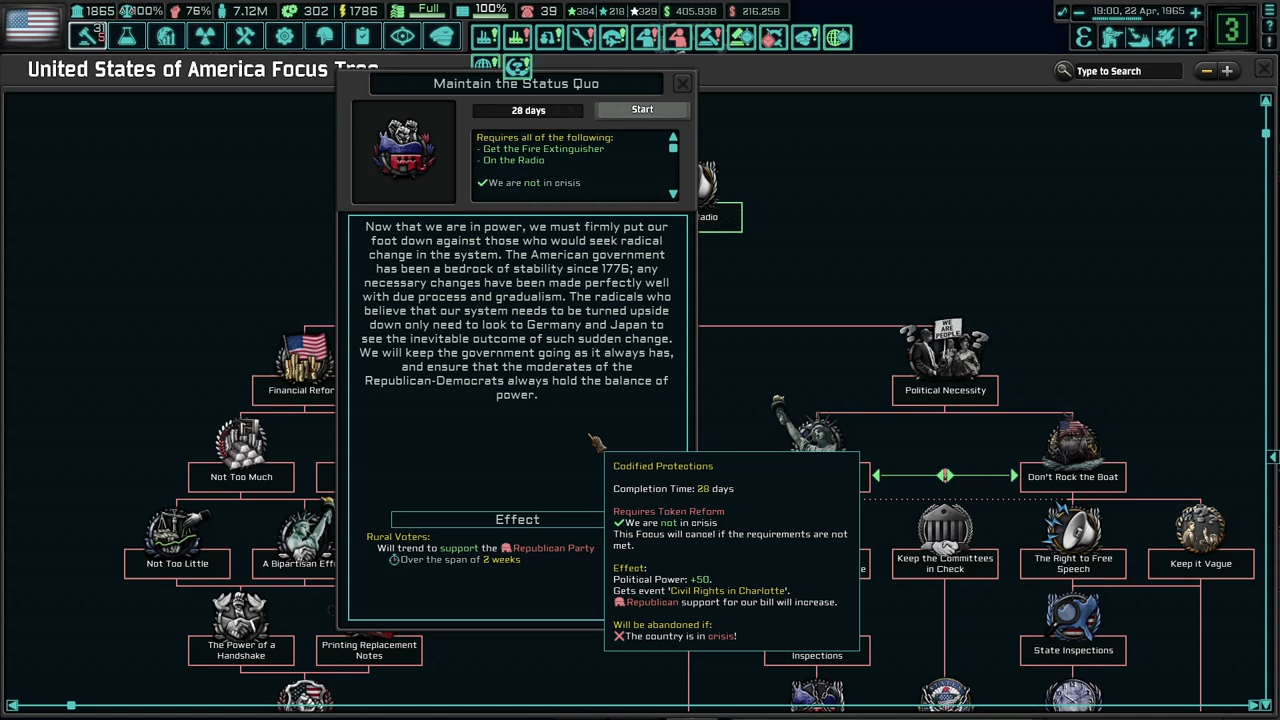 1865 100% 76% 7.12M 302 1786 Full 100% 39 384 218 329 $ 405.93B $ 216.25B
19:00, 22 Apr, 1965
3
United States of America Focus Tree
Type to Search
Maintain the Status Quo
28 days
Start
Requires all of the following:
- Get the Fire Extinguisher
- On the Radio
We are not in crisis
Now that we are in power, we must firmly put our
foot down against those who would seek radical
change in the system. The American government
has been a bedrock of stability since 1776; any
necessary changes have been made perfectly well
with due process and gradualism. The radicals who
believe that our system needs to be turned upside
down only need to look to Germany and Japan to
see the inevitable outcome of such sudden change.
We will keep the government going as it always has,
and ensure that the moderates of the
Republican-Democrats always hold the balance of
power.
Effect
Rural Voters:
Will trend to support the Republican Party
Over the span of 2 weeks
Codified Protections
Completion Time: 28 days
Requires Token Reform
We are not in crisis
This Focus will cancel if the requirements are not
met.
Effect:
Political Power: +50.
Gets event 'Civil Rights in Charlotte'.
Republican support for our bill will increase.
Will be abandoned if:
The country is in crisis!
adio
Financial Refor
WE
ARE
PEOPLE
Political Necessity
Not Too Much
Don't Rock the Boat
Not Too Little
A Bipartisan Eff
Keep the Committees
in Check
The Right to Free
Speech
Keep it Vague
The Power of a
Handshake
Printing Replacement
Notes
Inspections
State Inspections